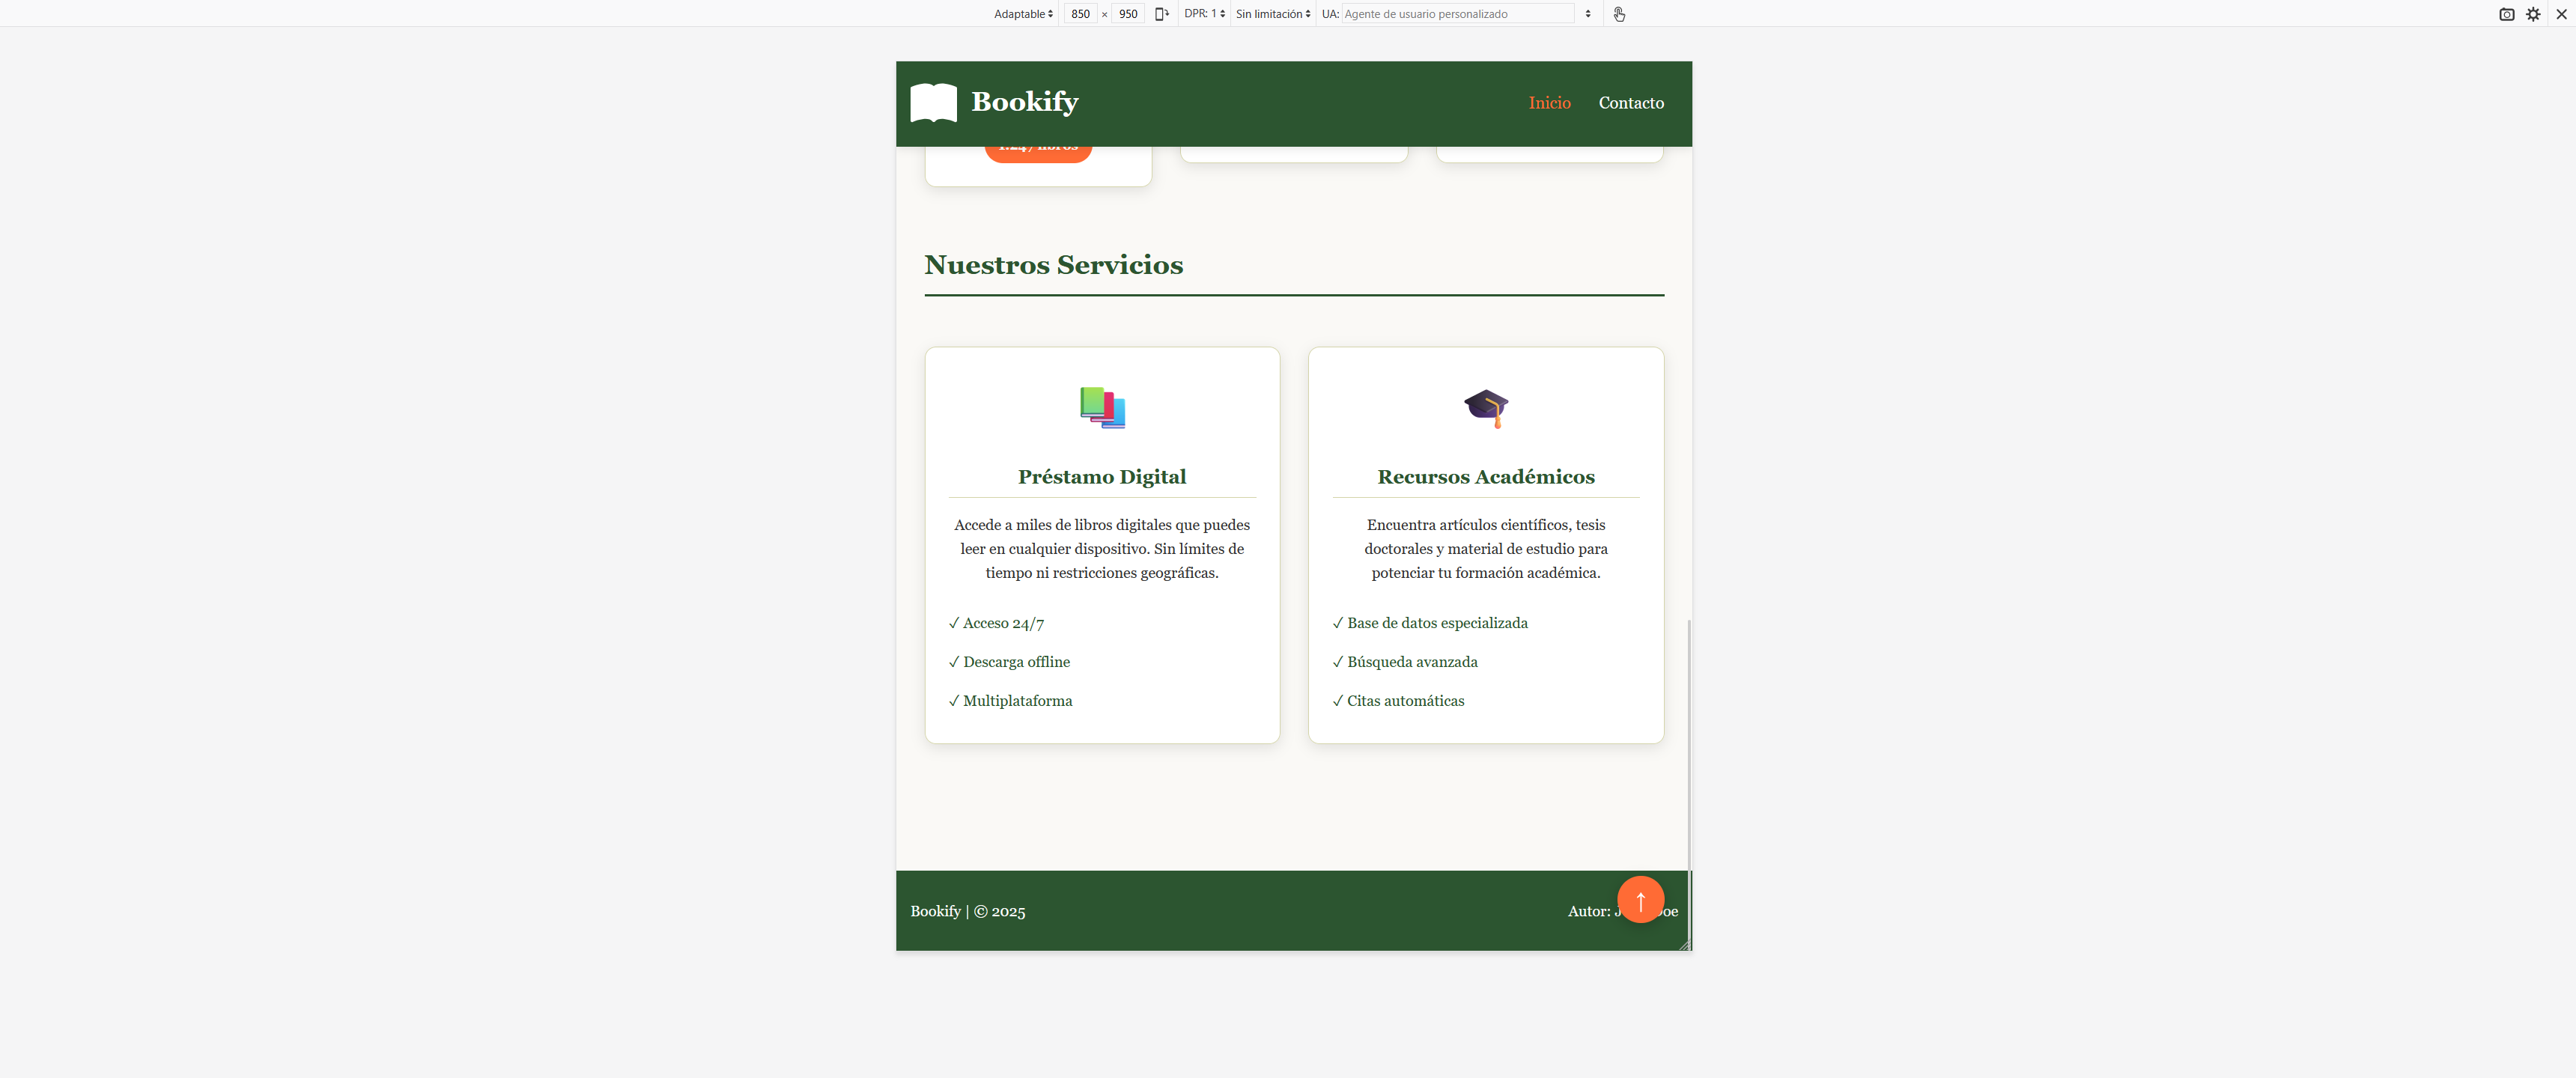 Adaptable 850 × 950 DPR: 1 Sin limitación UA: Agente de usuario personalizado
Bookify
Inicio Contacto
Nuestros Servicios
Préstamo Digital
Accede a miles de libros digitales que puedes
leer en cualquier dispositivo. Sin límites de
tiempo ni restricciones geográficas.
✓ Acceso 24/7
✓ Descarga offline
✓ Multiplataforma
Recursos Académicos
Encuentra artículos científicos, tesis
doctorales y material de estudio para
potenciar tu formación académica.
✓ Base de datos especializada
✓ Búsqueda avanzada
✓ Citas automáticas
Bookify | © 2025
Autor:
↑